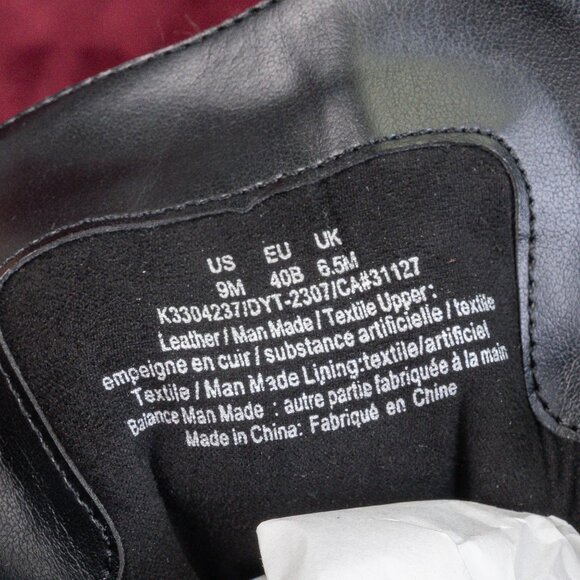 US EU UK
9M 40B 6.5M
K3304237/DYT-2307/CA#31127
Leather / Man Made / Textile Upper :
empeigne en cuir / substance artificielle / textile
Textile / Man Made Lining:textile/artificiel
Balance Man Made : autre partie fabriquée à la main
Made in China: Fabriquè en Chine